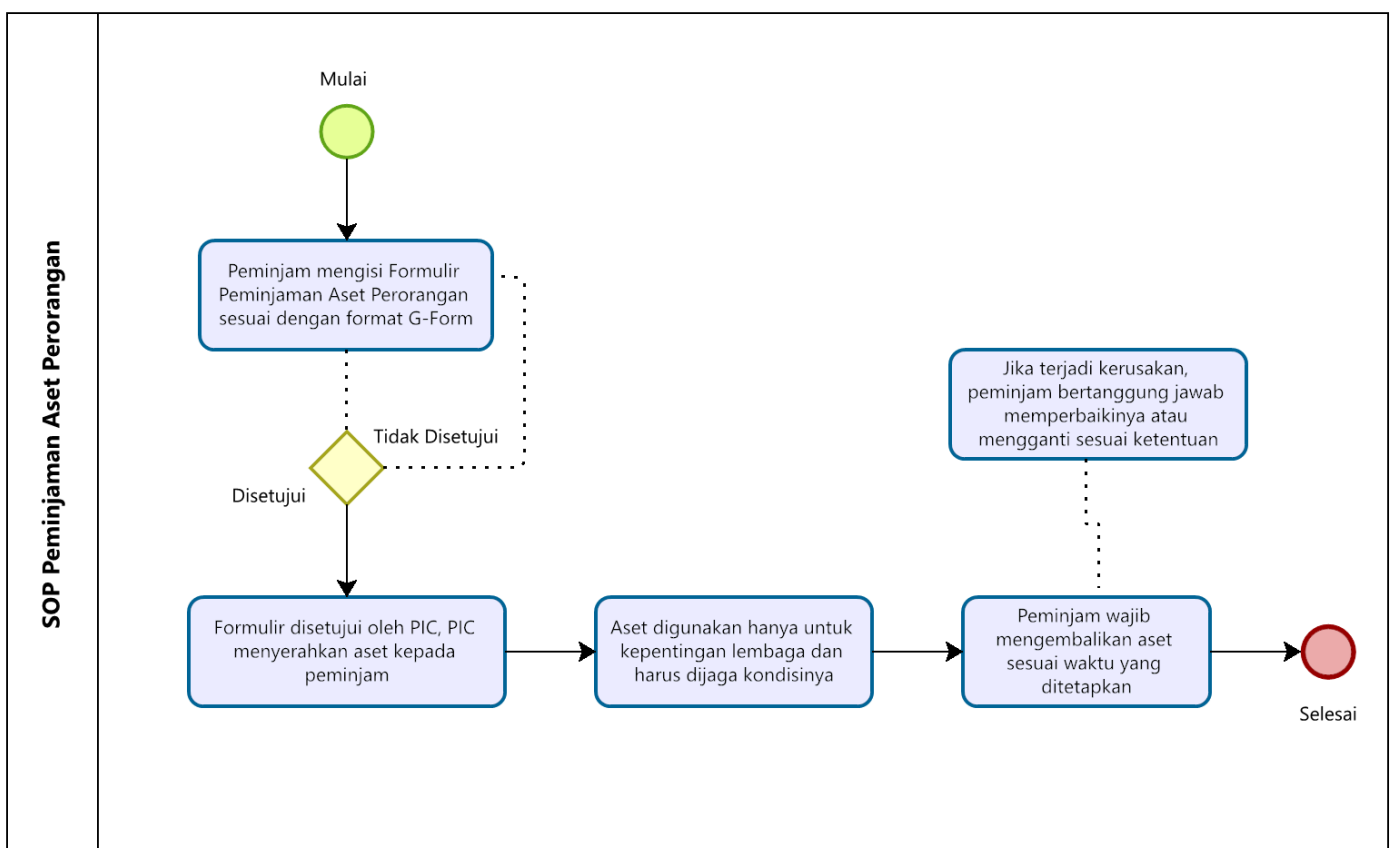 SOP Peminjaman Aset Perorangan
Mulai
Peminjam mengisi Formulir
Peminjaman Aset Perorangan
sesuai dengan format G-Form
Tidak Disetujui
Disetujui
Formulir disetujui oleh PIC, PIC
menyerahkan aset kepada
peminjam
Aset digunakan hanya untuk
kepentingan lembaga dan
harus dijaga kondisinya
Jika terjadi kerusakan,
peminjam bertanggung jawab
memperbaikinya atau
mengganti sesuai ketentuan
Peminjam wajib
mengembalikan aset
sesuai waktu yang
ditetapkan
Selesai